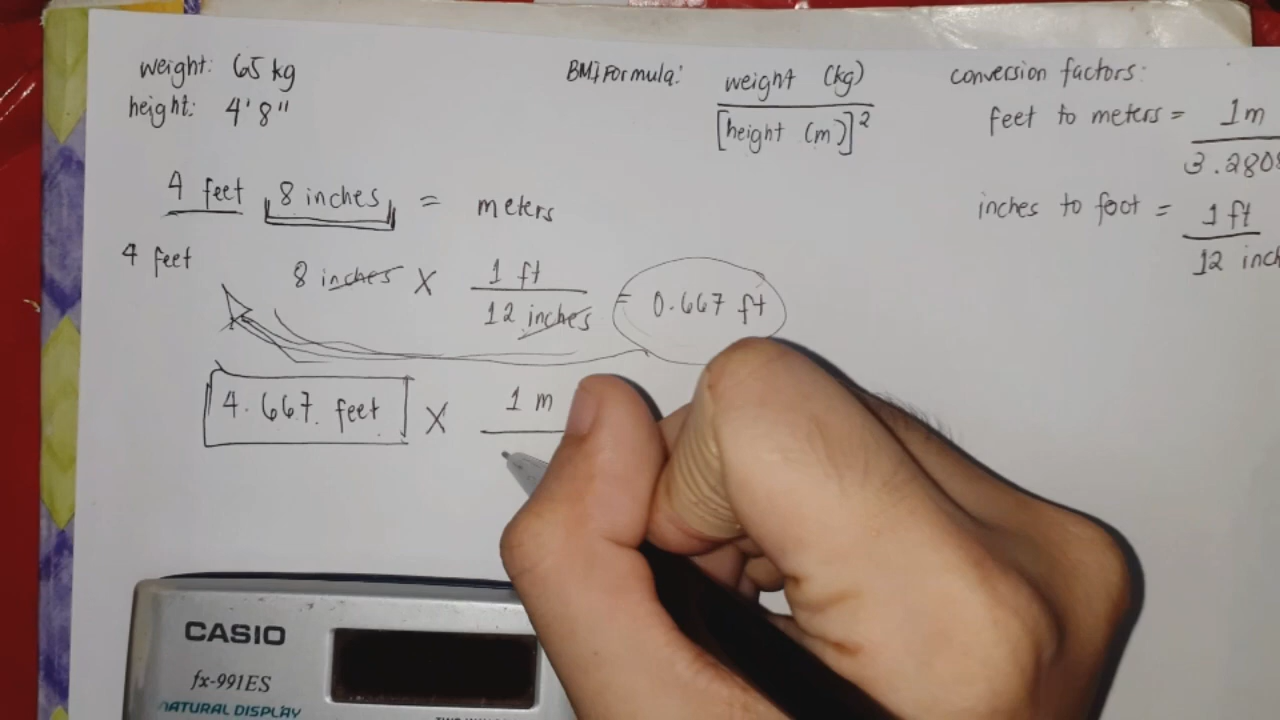 weight: 65 kg
height: 4'8"
BMI Formula: weight (kg)
[height (m)]²
conversion factors:
feet to meters = 1m
3.280
inches to foot = 1 ft
12 inch
4 feet 8 inches = meters
4 feet
8 inches X 1 ft
12 inches
= 0.667 ft
4.667 feet X 1 m
CASIO
fx-991ES
NATURAL DISPLAY